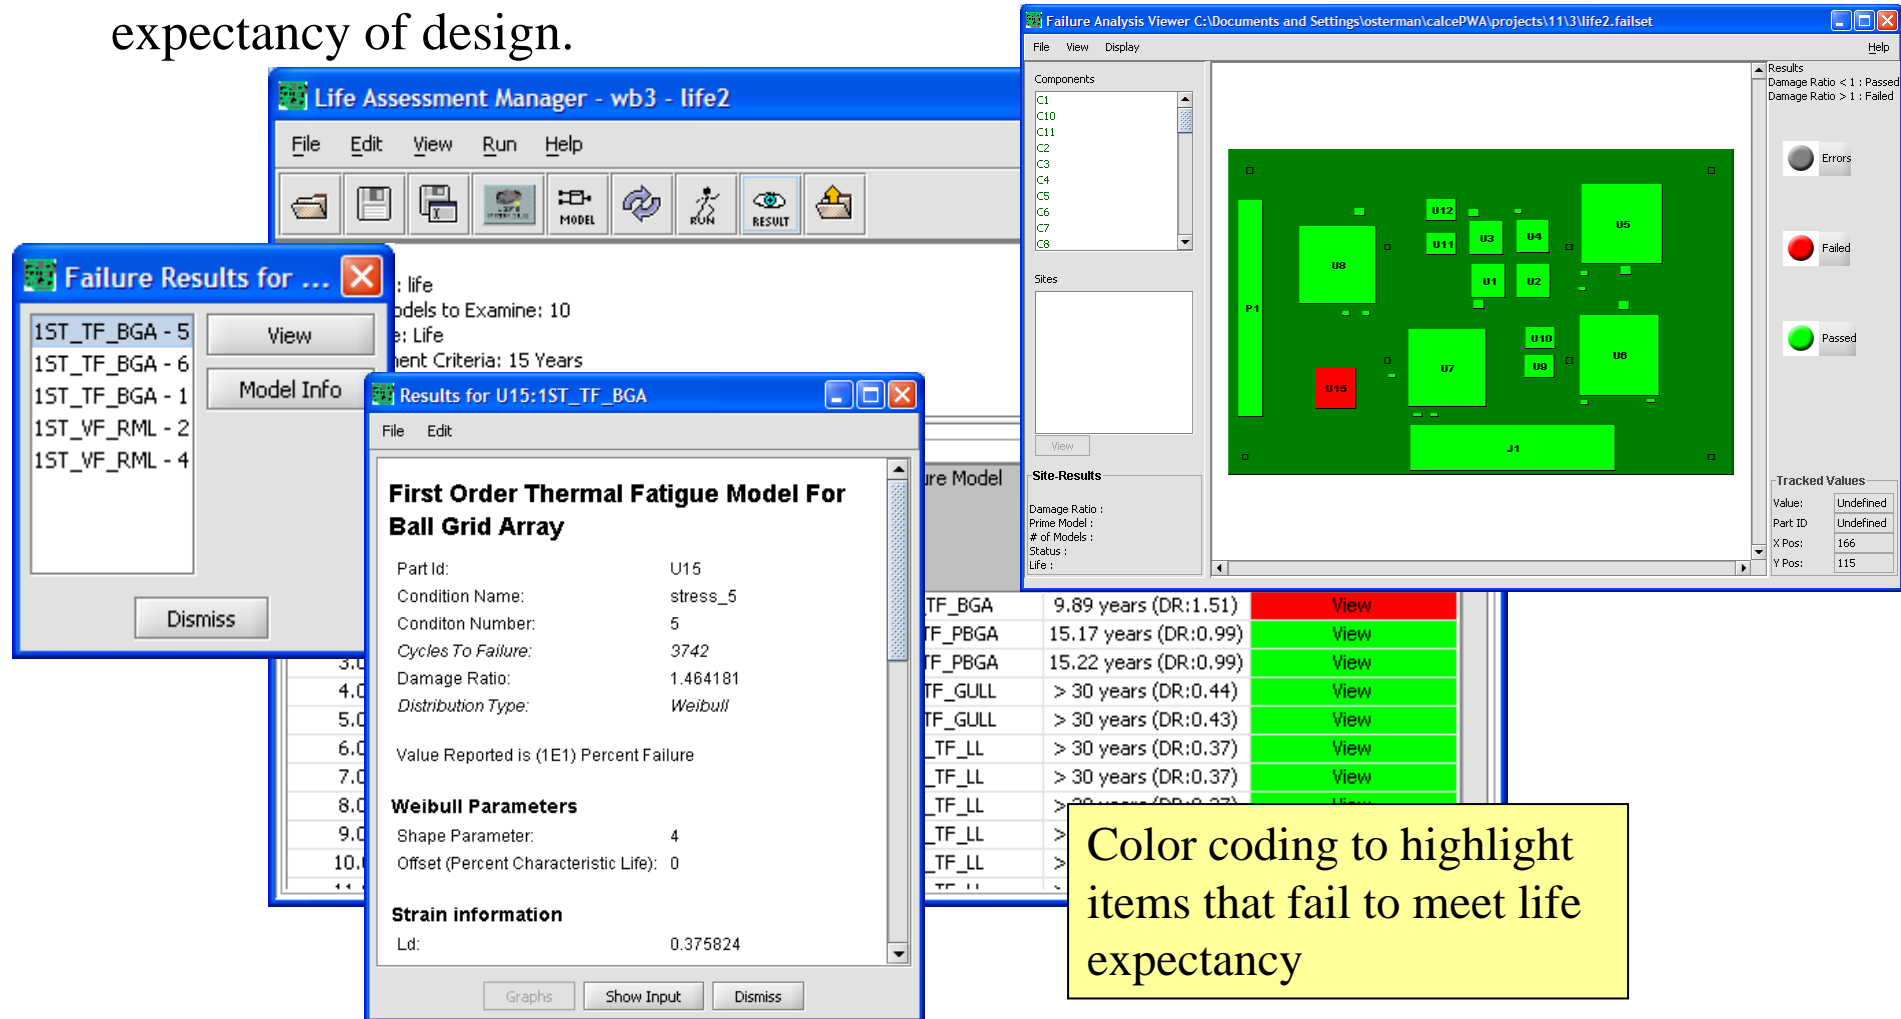 expectancy of design.
Life Assessment Manager - wb3 - life2
File Edit View Run Help
MODEL RUN RESULT
: life
odels to Examine: 10
e: Life
ment Criteria: 15 Years
ure Model
TF_BGA 9.89 years (DR:1.51) View
TF_PBGA 15.17 years (DR:0.99) View
3.0 TF_PBGA 15.22 years (DR:0.99) View
4.0 TF_GULL > 30 years (DR:0.44) View
5.0 TF_GULL > 30 years (DR:0.43) View
6.0 _TF_LL > 30 years (DR:0.37) View
7.0 _TF_LL > 30 years (DR:0.37) View
8.0 _TF_LL
9.0 _TF_LL >
10. _TF_LL >
Failure Results for ...
1ST_TF_BGA - 5
1ST_TF_BGA - 6
1ST_TF_BGA - 1
1ST_VF_RML - 2
1ST_VF_RML - 4
View
Model Info
Dismiss
Results for U15:1ST_TF_BGA
File Edit
First Order Thermal Fatigue Model For
Ball Grid Array
Part Id: U15
Condition Name: stress_5
Conditon Number: 5
Cycles To Failure: 3742
Damage Ratio: 1.464181
Distribution Type: Weibull
Value Reported is (1E1) Percent Failure
Weibull Parameters
Shape Parameter: 4
Offset (Percent Characteristic Life): 0
Strain information
Ld: 0.375824
Graphs Show Input Dismiss
Failure Analysis Viewer C:\Documents and Settings\osterman\calcePWA\projects\11\3\life2.failset
File View Display Help
Components
C1
C10
C11
C2
C3
C4
C5
C6
C7
C8
Sites
View
Site-Results
Damage Ratio :
Prime Model :
# of Models :
Status :
Life :
U12
U5
U11 U3 U4
U8
U1 U2
P1
U10
U6
U7 U9
U15
J1
Results
Damage Ratio < 1 : Passed
Damage Ratio > 1 : Failed
Errors
Failed
Passed
Tracked Values
Value: Undefined
Part ID Undefined
X Pos: 166
Y Pos: 115
Color coding to highlight
items that fail to meet life
expectancy